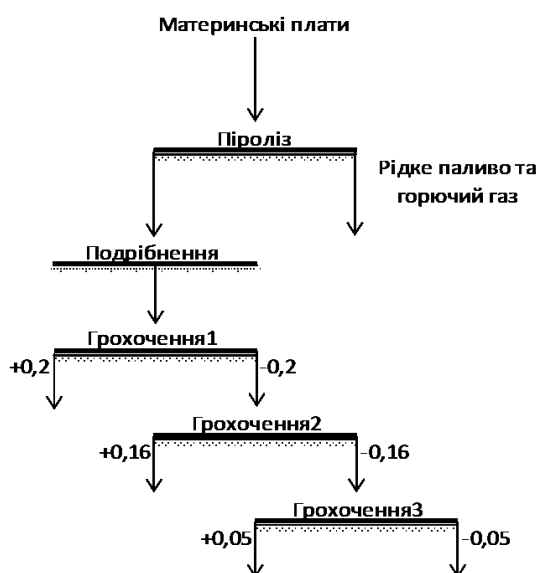 Материнські плати
Піроліз
Рідке паливо та
горючий газ
Подрібнення
Грохочення1
+0,2
-0,2
Грохочення2
+0,16
-0,16
Грохочення3
+0,05
-0,05